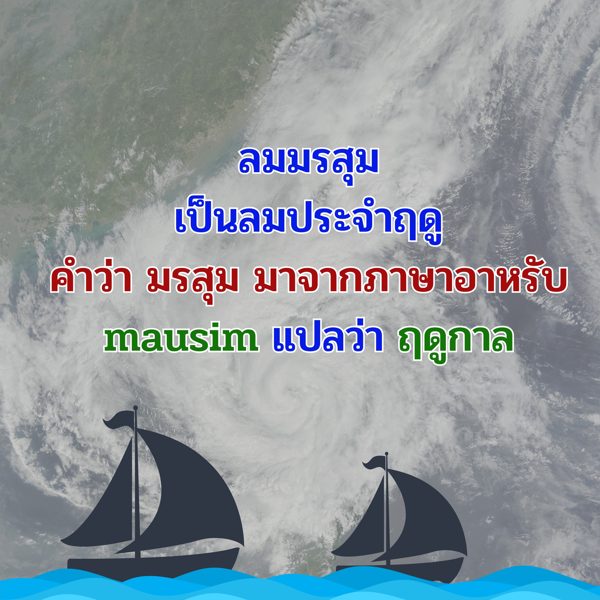 ลมมรสุม
เป็นลมประจำฤดู
คำว่า มรสุม มาจากภาษาอาหรับ
mausim แปลว่า ฤดูกาล